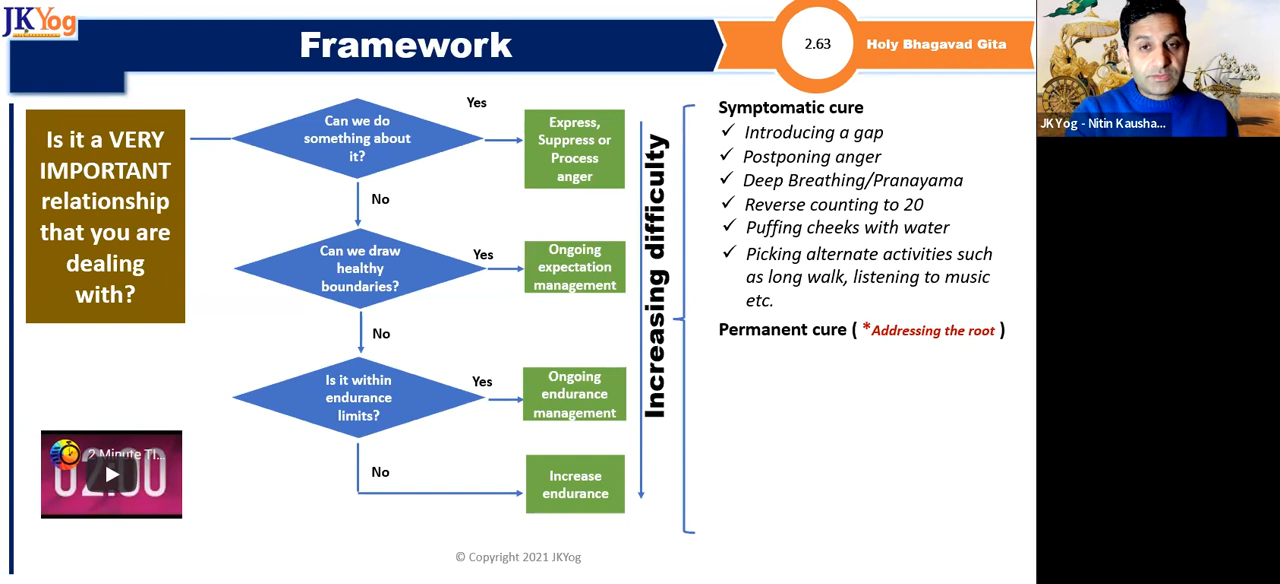 JKYog
Framework
2.63
Holy Bhagavad Gita
JKYog - Nitin Kausha...
Is it a VERY
IMPORTANT
relationship
that you are
dealing
with?
Can we do
something about
it?
Yes
Express,
Suppress or
Process
anger
No
Can we draw
healthy
boundaries?
Yes
Ongoing
expectation
management
No
Is it within
endurance
limits?
Yes
Ongoing
endurance
management
No
Increase
endurance
Increasing difficulty
Symptomatic cure
✓ Introducing a gap
✓ Postponing anger
✓ Deep Breathing/Pranayama
✓ Reverse counting to 20
✓ Puffing cheeks with water
✓ Picking alternate activities such
as long walk, listening to music
etc.
Permanent cure ( *Addressing the root )
2 Minute TI...
02:00
© Copyright 2021 JKYog